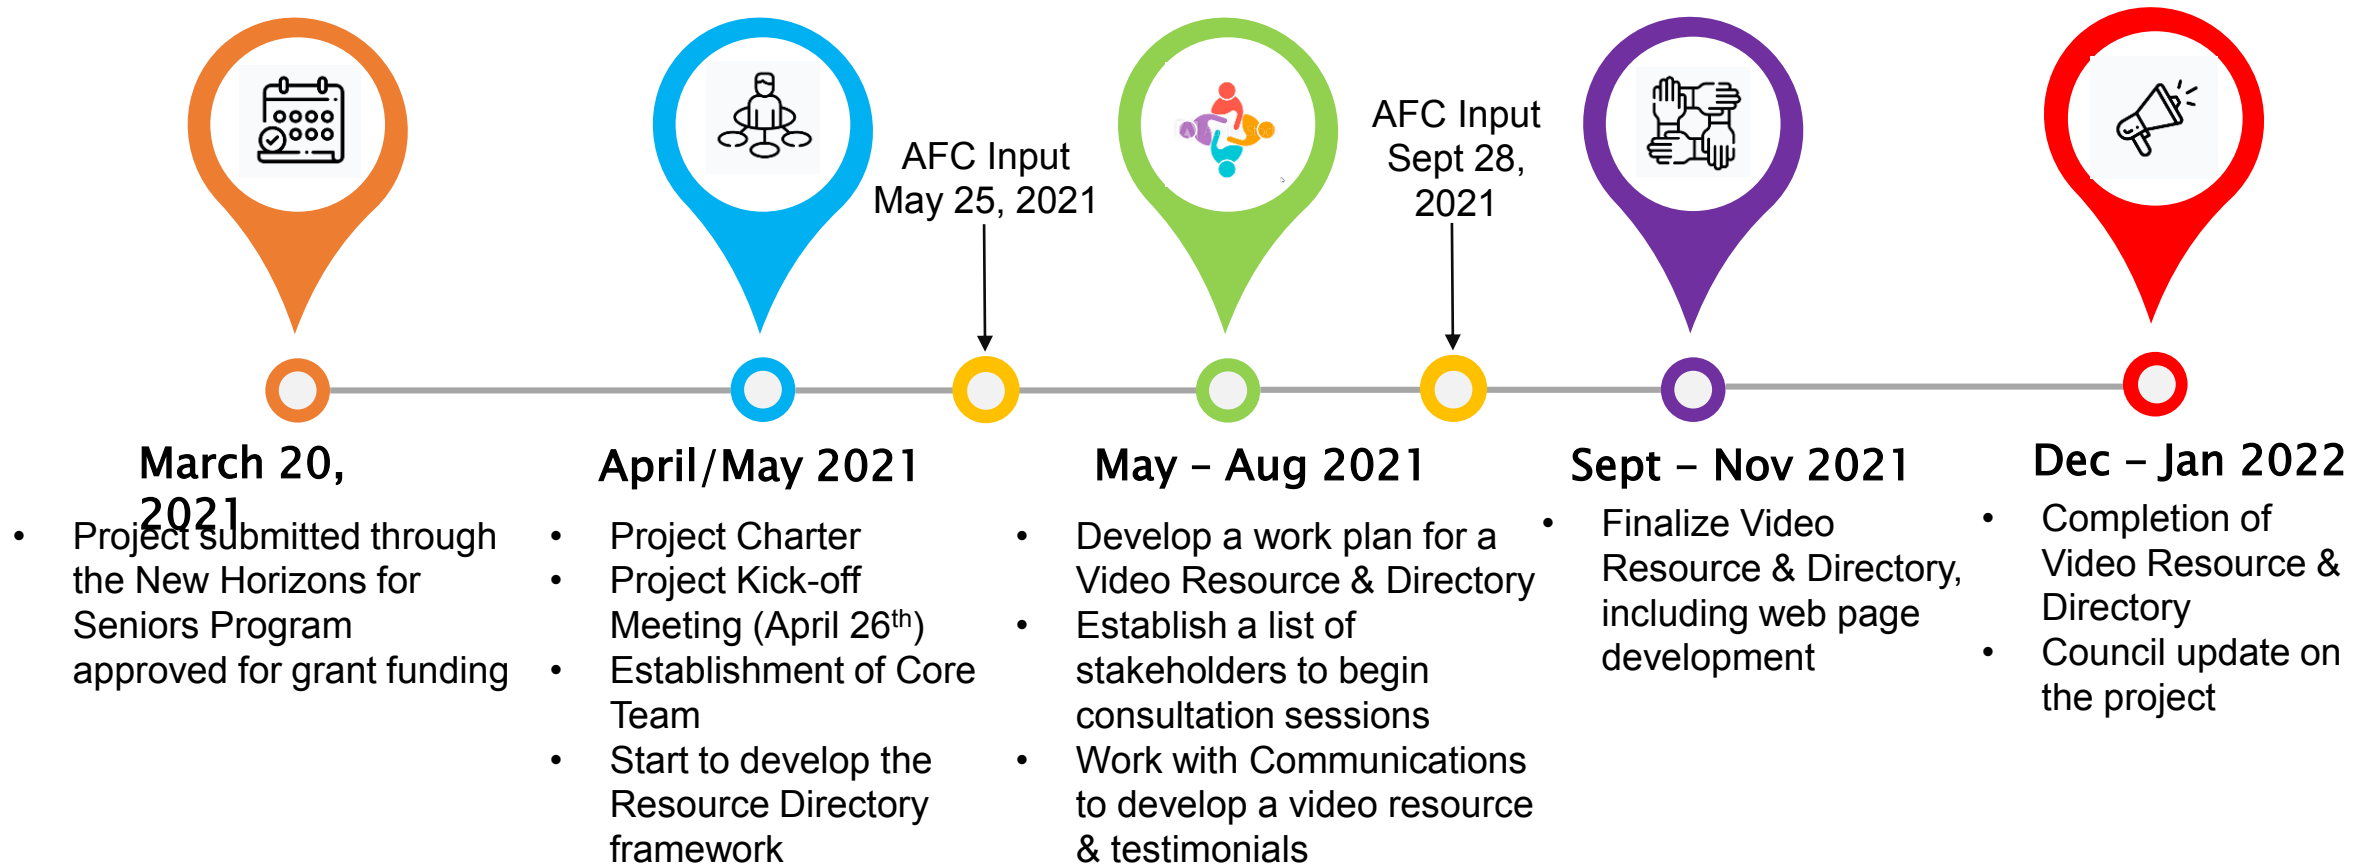 AFC Input
May 25, 2021
AFC Input
Sept 28,
2021
March 20,
2021
• Project submitted through
the New Horizons for
Seniors Program
approved for grant funding
April/May 2021
• Project Charter
• Project Kick-off
Meeting (April 26th)
• Establishment of Core
Team
• Start to develop the
Resource Directory
framework
May – Aug 2021
• Develop a work plan for a
Video Resource & Directory
• Establish a list of
stakeholders to begin
consultation sessions
• Work with Communications
to develop a video resource
& testimonials
Sept – Nov 2021
• Finalize Video
Resource & Directory,
including web page
development
Dec – Jan 2022
• Completion of
Video Resource &
Directory
• Council update on
the project